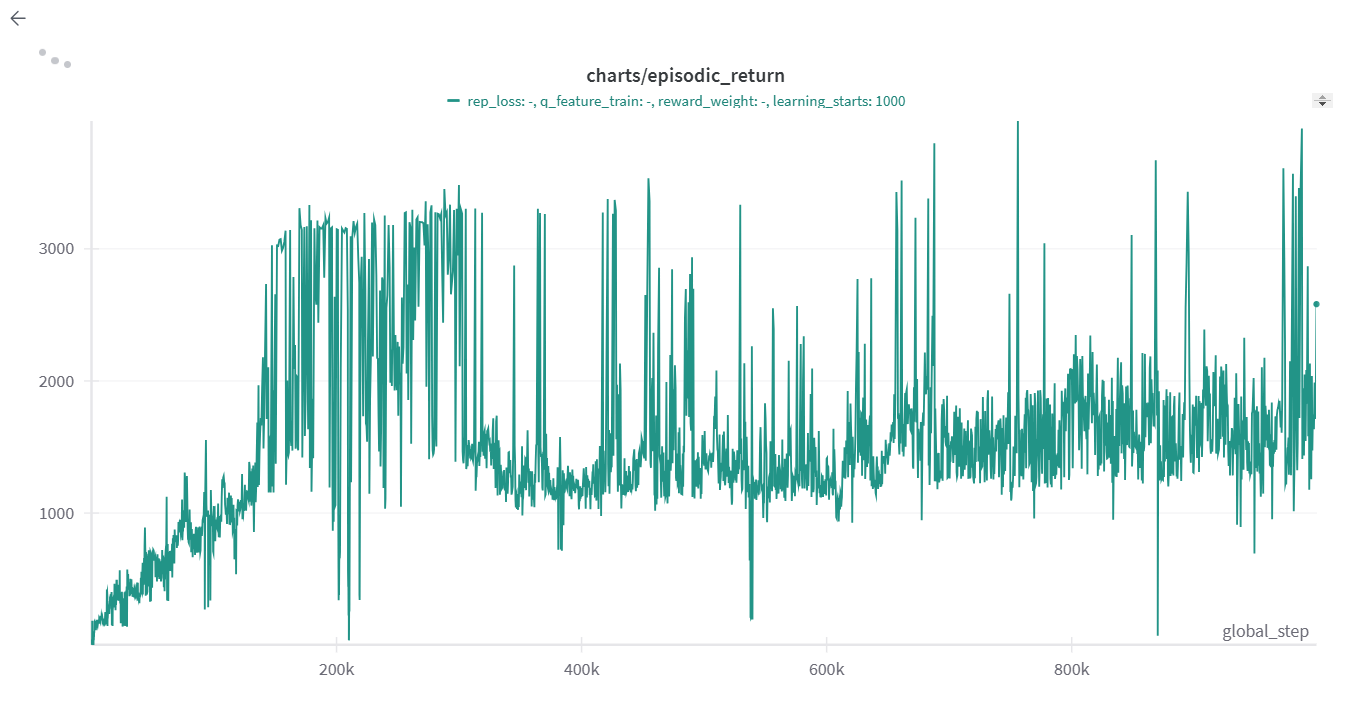 charts/episodic_return
rep_loss: -, q_feature_train: -, reward_weight: -, learning_starts: 1000
3000
2000
1000
global_step
200k
400k
600k
800k